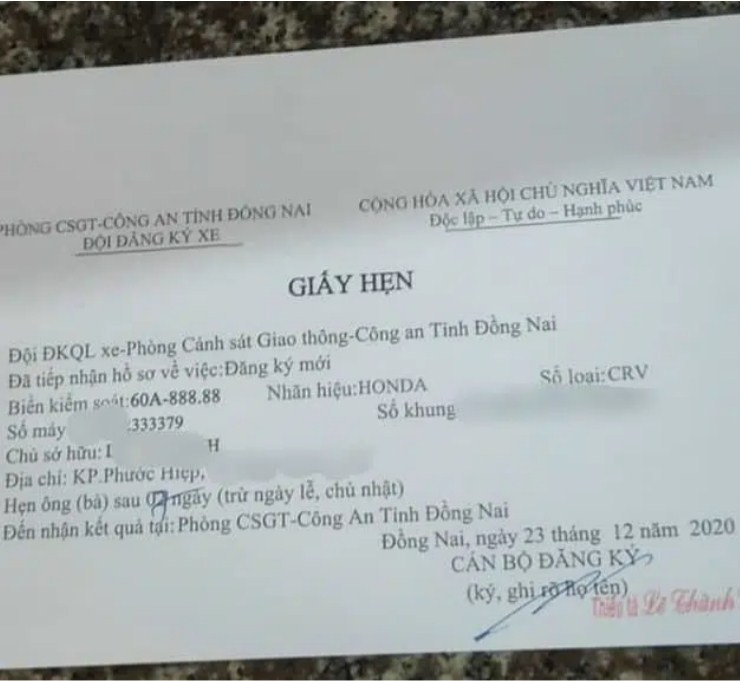 PHÒNG CSGT-CÔNG AN TỈNH ĐỒNG NAI
ĐỘI ĐĂNG KÝ XE
CỘNG HÒA XÃ HỘI CHỦ NGHĨA VIỆT NAM
Độc lập – Tự do – Hạnh phúc
GIẤY HẸN
Đội ĐKQL xe-Phòng Cảnh sát Giao thông-Công an Tỉnh Đồng Nai
Đã tiếp nhận hồ sơ về việc:Đăng ký mới
Biển kiểm soát:60A-888.88 Nhãn hiệu:HONDA Số loại:CRV
Số máy .333379 Số khung
Chủ sở hữu: H
Địa chỉ: KP.Phước Hiệp,
Hẹn ông (bà) sau ngày (trừ ngày lễ, chủ nhật)
Đến nhận kết quả tại: Phòng CSGT-Công An Tỉnh Đồng Nai
Đồng Nai, ngày 23 tháng 12 năm 2020
CÁN BỘ ĐĂNG KÝ
(ký, ghi rõ họ tên)
Thiếu tá Lê Thành